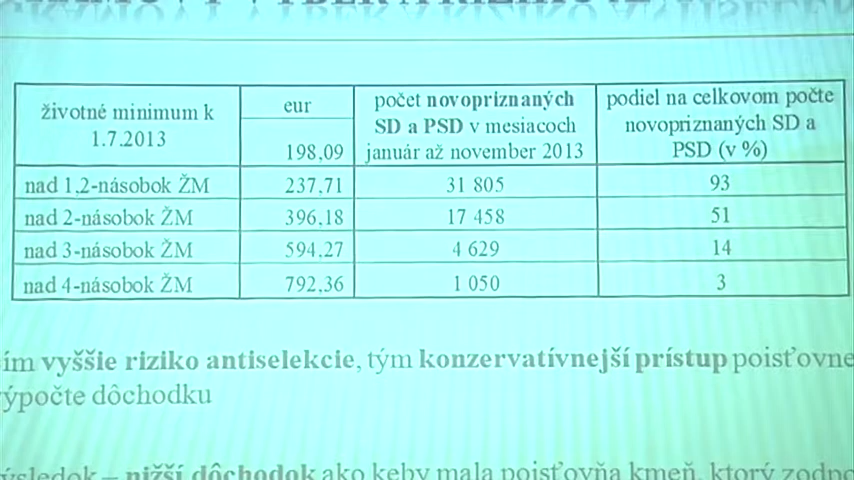 životné minimum k
1.7.2013
eur
198,09
počet novopriznaných
SD a PSD v mesiacoch
január až november 2013
podiel na celkovom počte
novopriznaných SD a
PSD (v %)
nad 1,2-násobok ŽM 237,71 31 805 93
nad 2-násobok ŽM 396,18 17 458 51
nad 3-násobok ŽM 594,27 4 629 14
nad 4-násobok ŽM 792,36 1 050 3
ím vyššie riziko antiselekcie, tým konzervatívnejší prístup poisťovne
ýpočte dôchodku
ýsledok – nižší dôchodok ako keby mala poisťovňa kmeň, ktorý zodpo